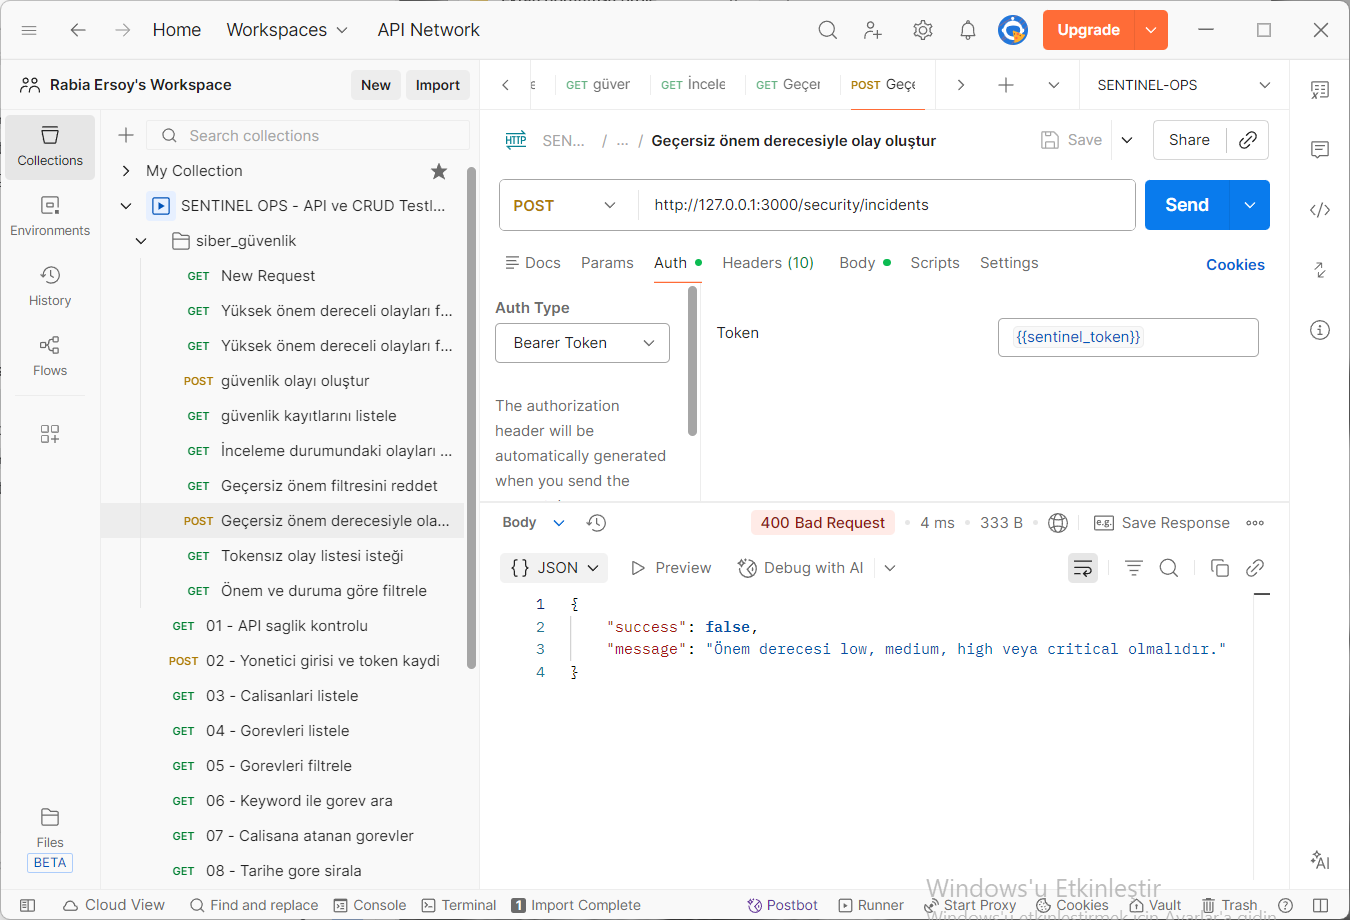 Home
Workspaces
API Network
Upgrade
Rabia Ersoy's Workspace
New
Import
GET güver
GET İncele
GET Geçer
POST Geçe
SENTINEL-OPS
Collections
Environments
History
Flows
Files
BETA
Search collections
My Collection
SENTINEL OPS - API ve CRUD Testl...
siber_güvenlik
GET New Request
GET Yüksek önem dereceli olayları f...
GET Yüksek önem dereceli olayları f...
POST güvenlik olayı oluştur
GET güvenlik kayıtlarını listele
GET İnceleme durumundaki olayları ...
GET Geçersiz önem filtresini reddet
POST Geçersiz önem derecesiyle ola...
GET Tokensız olay listesi isteği
GET Önem ve duruma göre filtrele
GET 01 - API saglik kontrolu
POST 02 - Yonetici girisi ve token kaydi
GET 03 - Calisanlari listele
GET 04 - Gorevleri listele
GET 05 - Gorevleri filtrele
GET 06 - Keyword ile gorev ara
GET 07 - Calisana atanan gorevler
GET 08 - Tarihe gore sirala
HTTP SEN... / ... / Geçersiz önem derecesiyle olay oluştur
Save
Share
POST
http://127.0.0.1:3000/security/incidents
Send
Docs
Params
Auth
Headers (10)
Body
Scripts
Settings
Cookies
Auth Type
Bearer Token
The authorization
header will be
automatically generated
when you send the
Token
{{sentinel_token}}
Body
400 Bad Request
4 ms
333 B
e.g. Save Response
{} JSON
Preview
Debug with AI
1 {
2 "success": false,
3 "message": "Önem derecesi low, medium, high veya critical olmalıdır."
4 }
AI
Windows'u Etkinleştir
Windows'u etkinleştirmek için Ayarlar'a gidin
Cloud View
Find and replace
Console
Terminal
1 Import Complete
Postbot
Runner
Start Proxy
Cookies
Vault
Trash